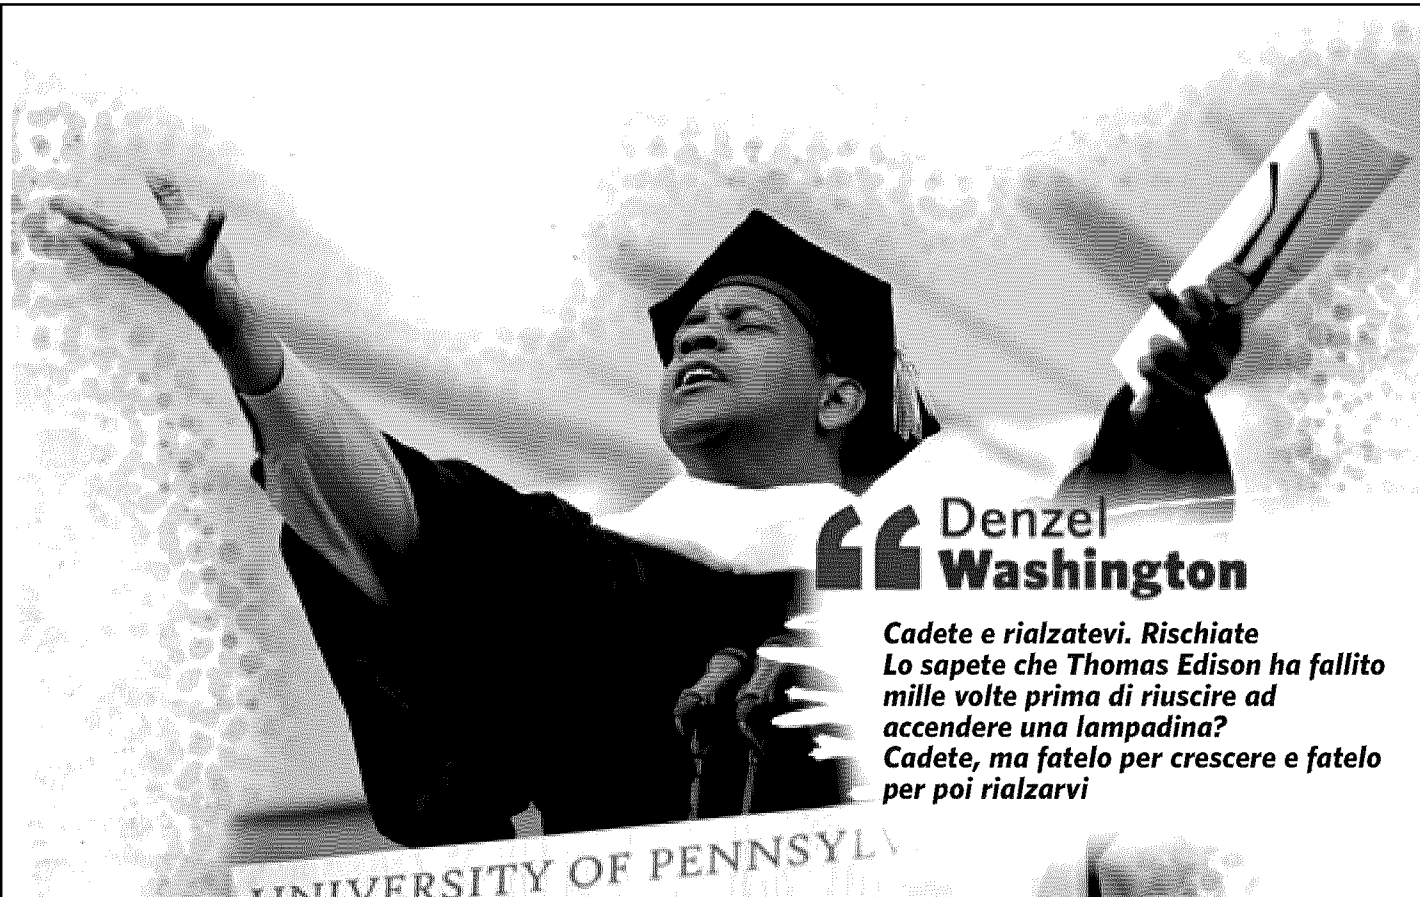 “ Denzel
Washington
Cadete e rialzatevi. Rischiate
Lo sapete che Thomas Edison ha fallito
mille volte prima di riuscire ad
accendere una lampadina?
Cadete, ma fatelo per crescere e fatelo
per poi rialzarvi
UNIVERSITY OF PENNSYLV